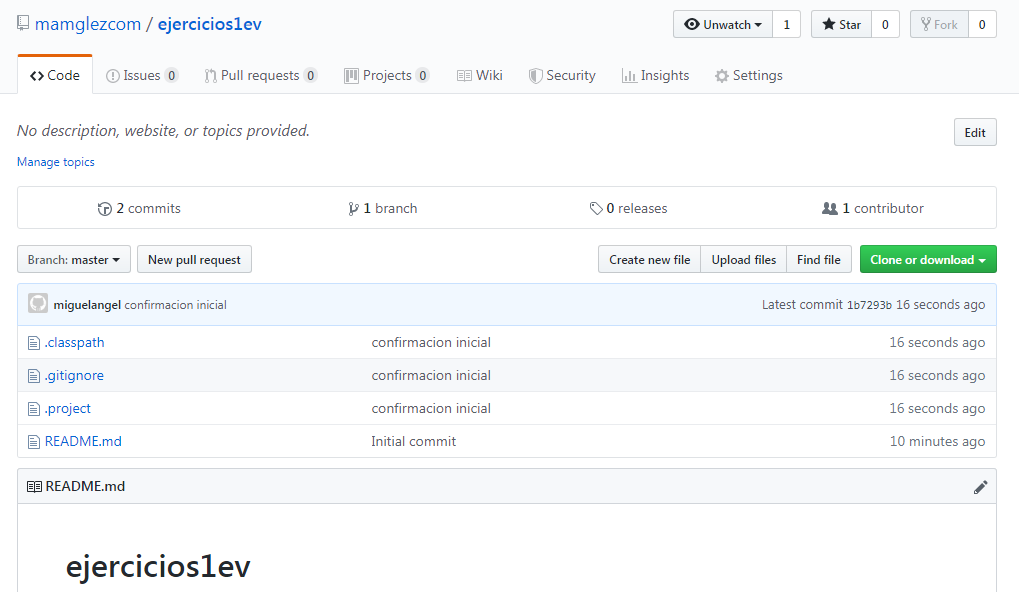 mamglezcom / ejercicios1ev Unwatch 1 Star 0 Fork 0
Code Issues 0 Pull requests 0 Projects 0 Wiki Security Insights Settings
No description, website, or topics provided. Edit
Manage topics
2 commits 1 branch 0 releases 1 contributor
Branch: master New pull request Create new file Upload files Find file Clone or download
miguelangel confirmacion inicial Latest commit 1b7293b 16 seconds ago
.classpath confirmacion inicial 16 seconds ago
.gitignore confirmacion inicial 16 seconds ago
.project confirmacion inicial 16 seconds ago
README.md Initial commit 10 minutes ago
README.md
ejercicios1ev